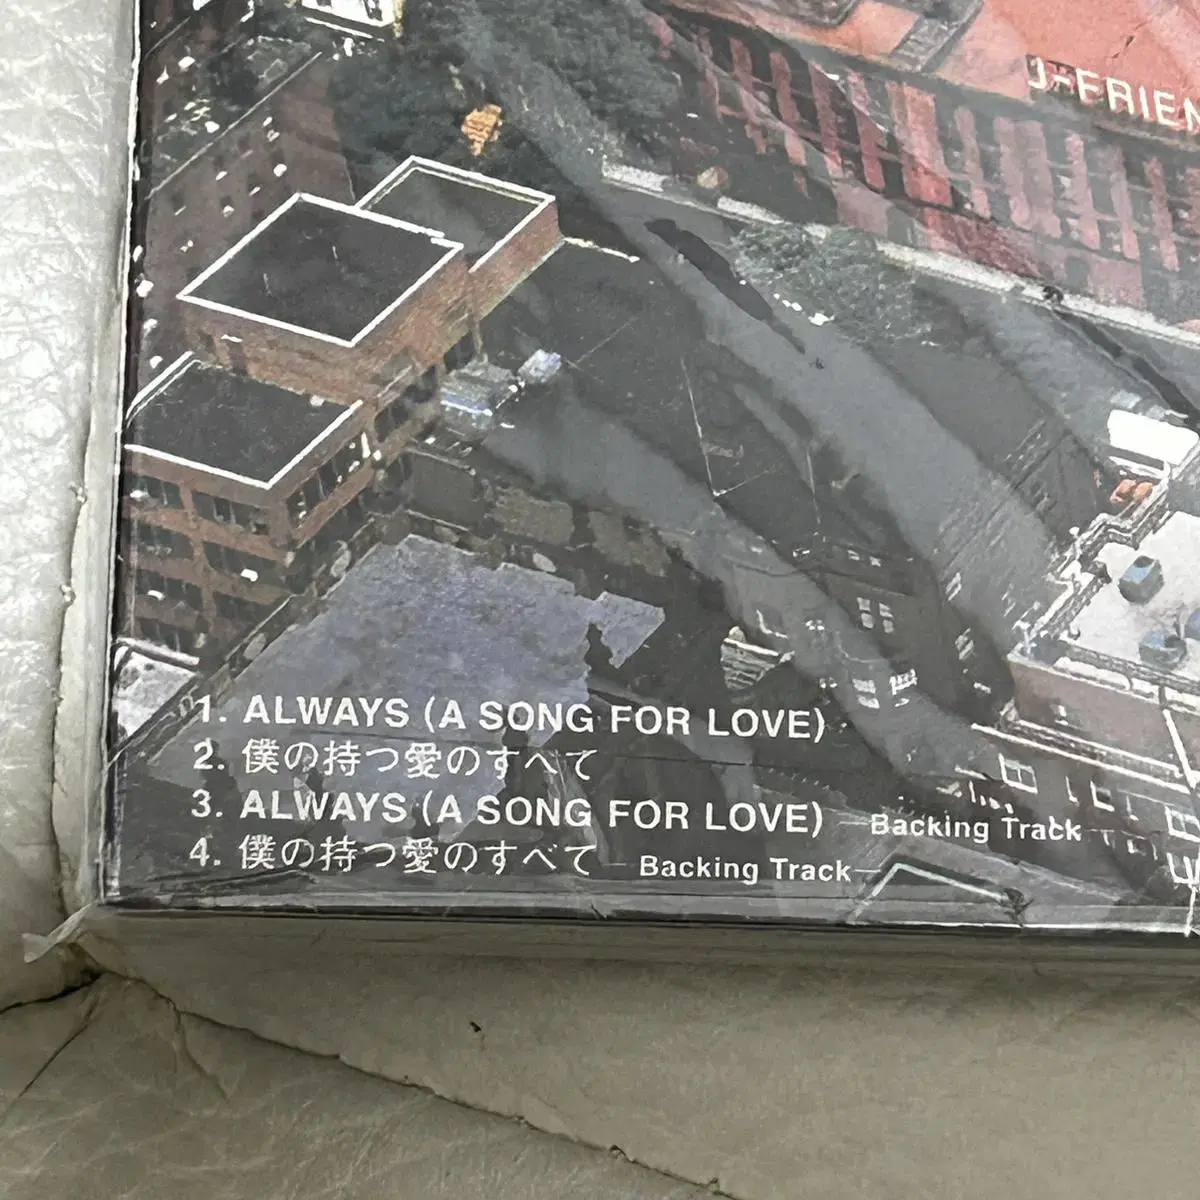 J-FRIEN
1. ALWAYS (A SONG FOR LOVE)
2. 僕の持つ愛のすべて
3. ALWAYS (A SONG FOR LOVE) —Backing Track
4. 僕の持つ愛のすべて — Backing Track—